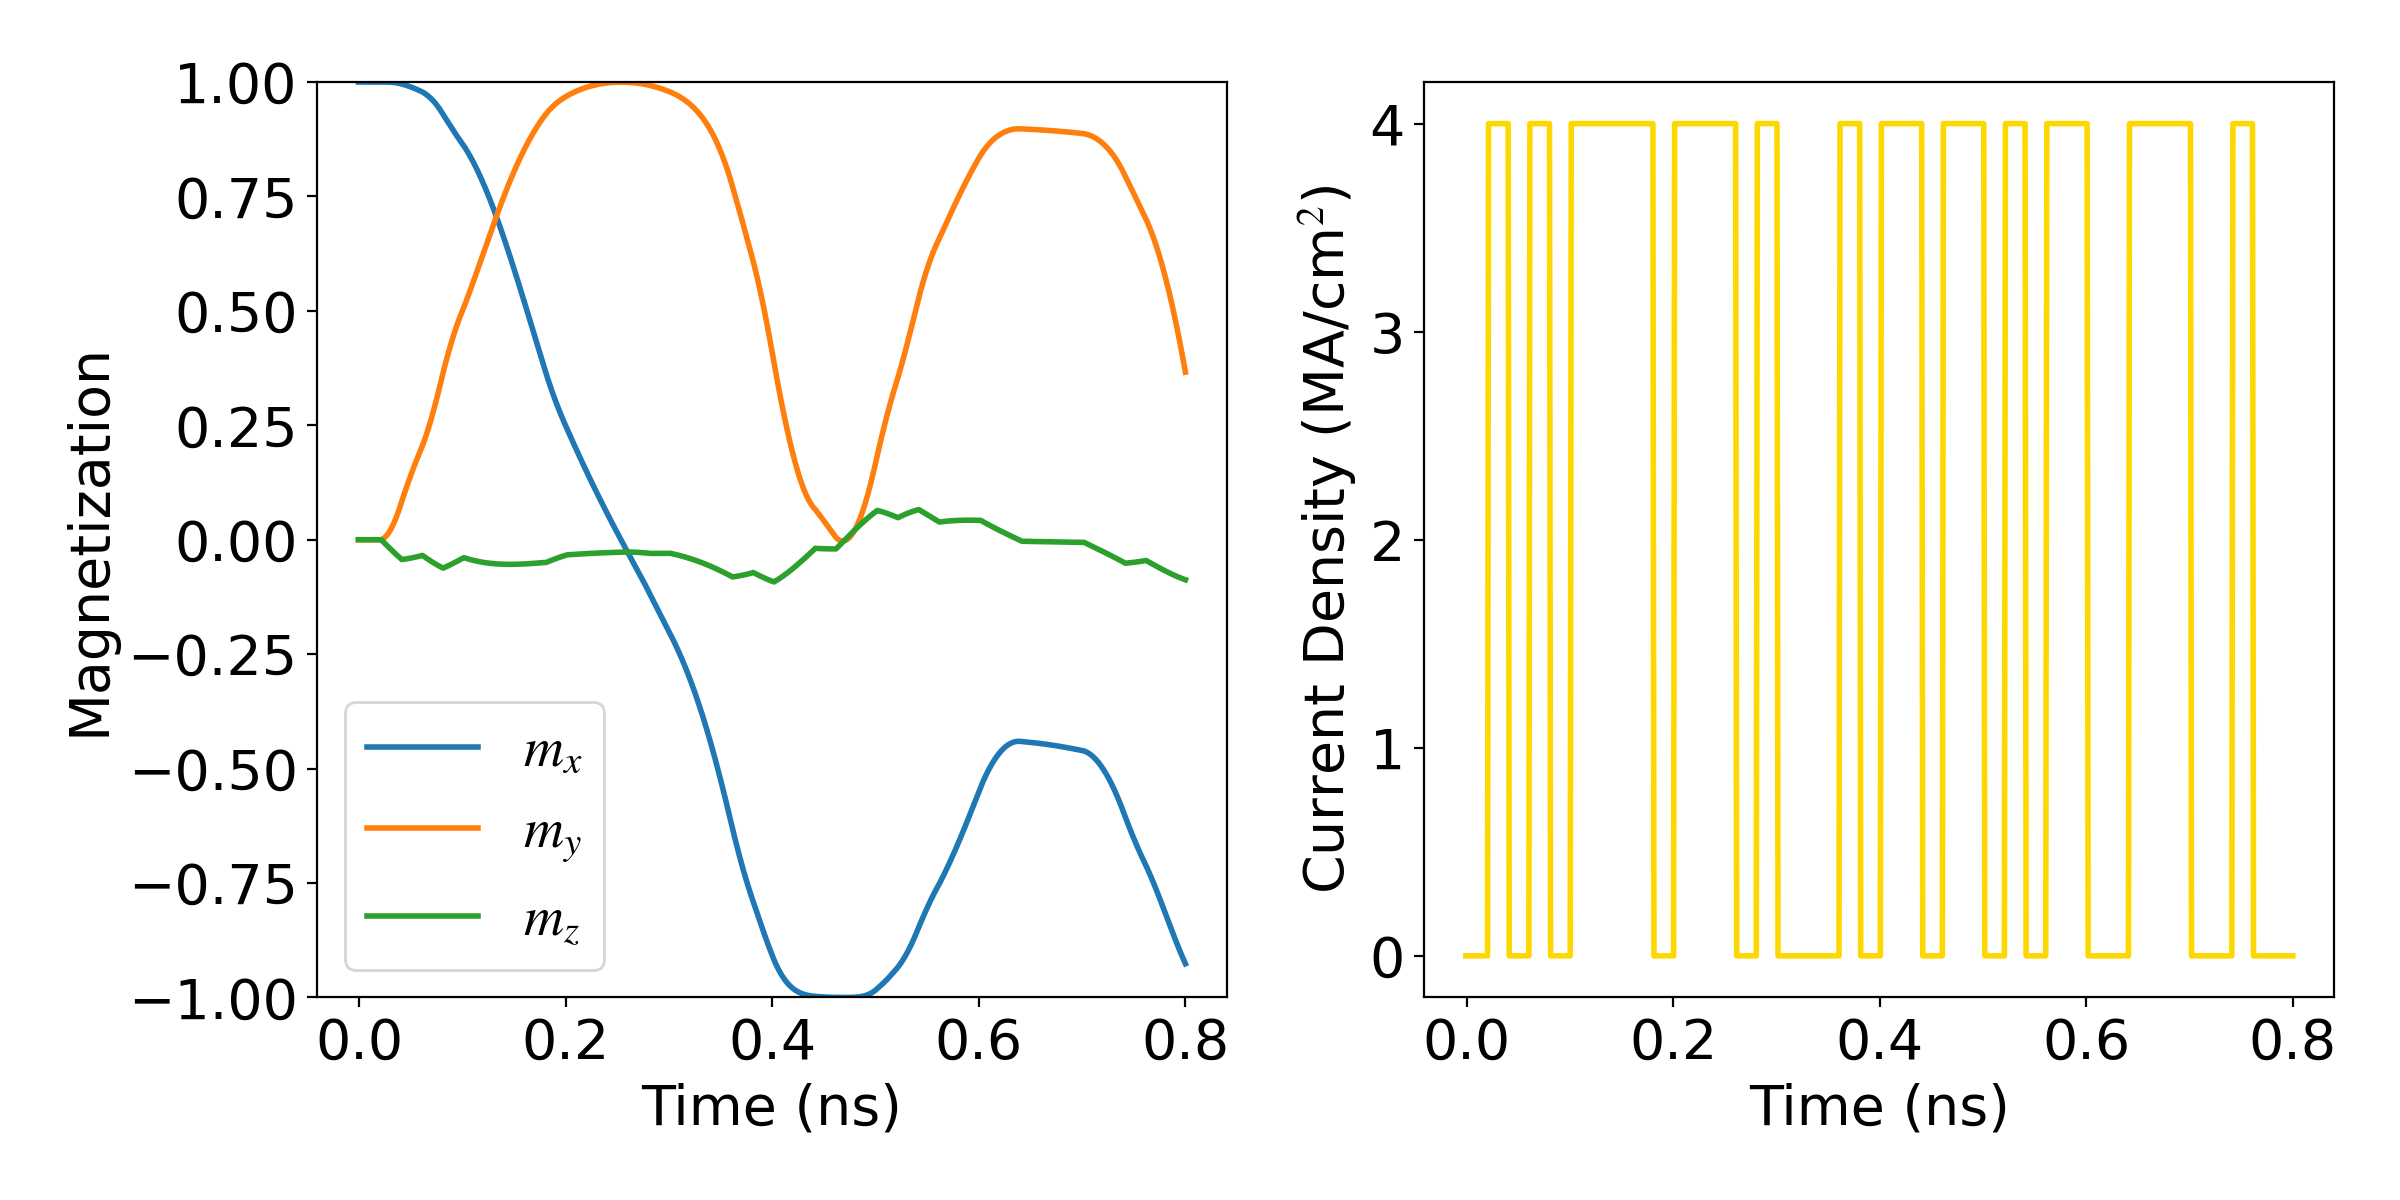 Magnetization
1.00
0.75
0.50
0.25
0.00
−0.25
−0.50
−0.75
−1.00
0.0 0.2 0.4 0.6 0.8
Time (ns)
m_x
m_y
m_z
Current Density (MA/cm²)
4
3
2
1
0
0.0 0.2 0.4 0.6 0.8
Time (ns)